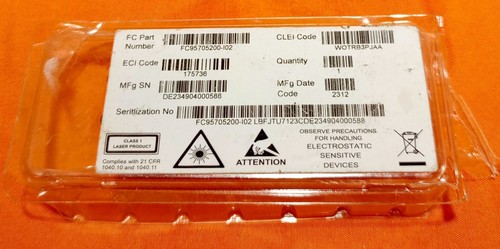 FC Part Number
FC95705200-I02
CLEI Code
WOTRB3PJAA
ECI Code
175736
Quantity
1
MFg SN
DE234904000588
MFg Date Code
2312
Seritization No
FC95705200-I02 LBFJTU7123CDE234904000588
CLASS 1
LASER PRODUCT
Complies with 21 CRR
1040.10 and 1040.11
ATTENTION
OBSERVE PRECAUTIONS
FOR HANDLING
ELECTROSTATIC
SENSITIVE
DEVICES